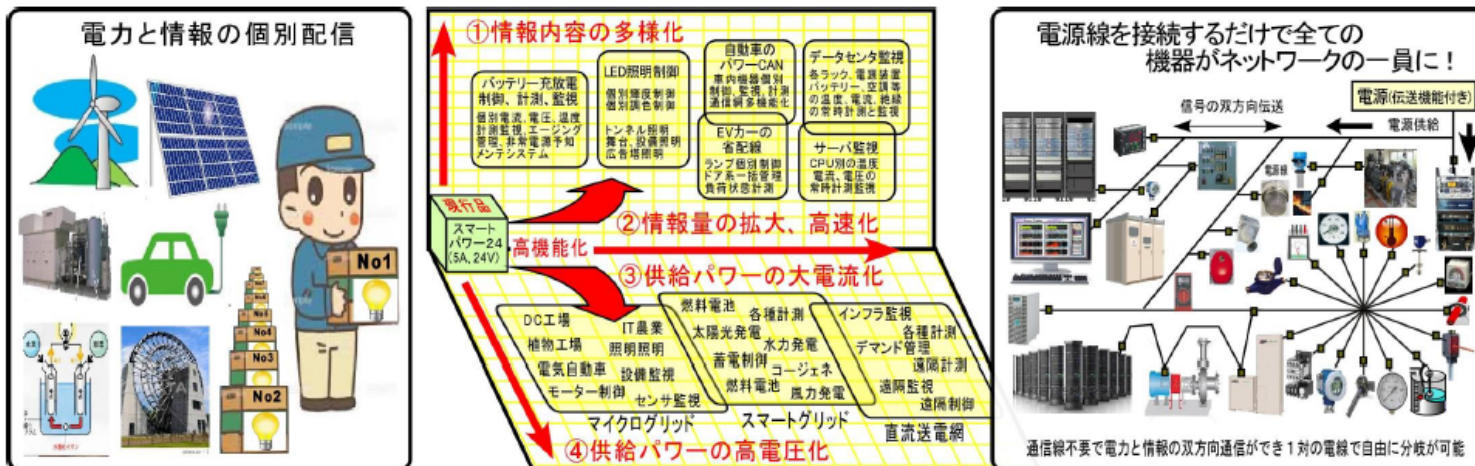 電力と情報の個別配信
No1
No4
No3
No2
①情報内容の多様化
バッテリー充放電
制御、計測、監視
個別電流、電圧、温度
計測監視、エージング
管理、非常電源予知
メンテシステム
LED照明制御
個別輝度制御
個別調色制御
トンネル照明
舞台、設備照明
広告塔照明
自動車の
パワーCAN
車内機器個別
制御、監視、計測
通信網多機能化
データセンタ監視
各ラック、電源装置
バッテリー、空調等
の温度、電流、絶縁
の常時計測と監視
EVカーの
省配線
ランプ個別制御
ドア系一括管理
負荷状態計測
サーバ監視
CPU別の温度
電流、電圧の
常時計測監視
現行品
スマート
パワー24
(5A, 24V)
高機能化
②情報量の拡大、高速化
③供給パワーの大電流化
DC工場
IT農業
植物工場
照明照明
電気自動車
設備監視
モーター制御
センサ監視
マイクログリッド
燃料電池
各種計測
太陽光発電
水力発電
蓄電制御
コージェネ
燃料電池
風力発電
スマートグリッド
インフラ監視
各種計測
デマンド管理
遠隔計測
遠隔監視
遠隔制御
直流送電網
④供給パワーの高電圧化
電源線を接続するだけで全ての
機器がネットワークの一員に！
電源(伝送機能付き)
信号の双方向伝送
電源供給
電源線
通信線不要で電力と情報の双方向通信ができ１対の電線で自由に分岐が可能